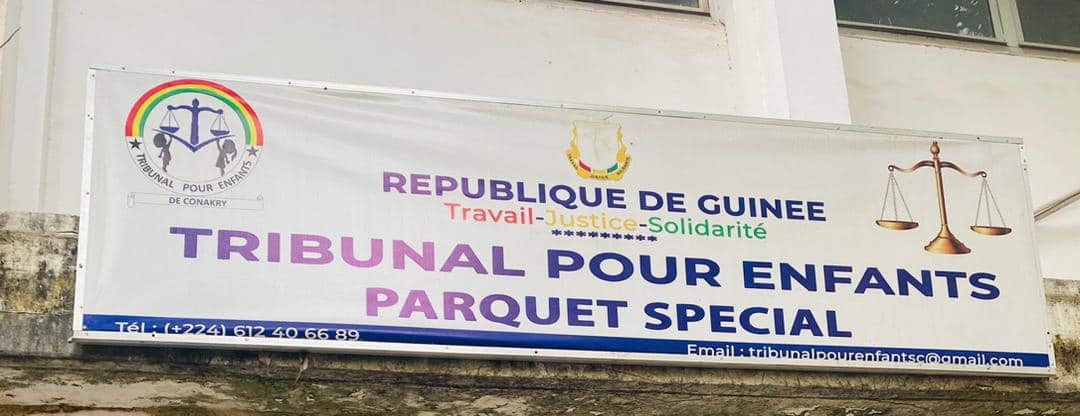 TRIBUNAL POUR ENFANTS
DE CONAKRY
REPUBLIQUE DE GUINEE
Travail-Justice-Solidarité
*********
TRIBUNAL POUR ENFANTS
PARQUET SPECIAL
Tél : (+224) 612 40 66 89
Email : tribunalpourenfantsc@gmail.com